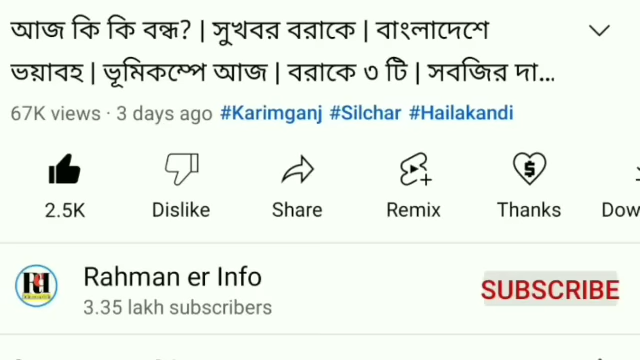 আজ কি কি বন্ধ? | সুখবর বরাকে | বাংলাদেশে
ভয়াবহ | ভূমিকম্পে আজ | বরাকে ৩ টি | সবজির দা...
67K views · 3 days ago #Karimganj #Silchar #Hailakandi
2.5K Dislike Share Remix Thanks Dow
Rahman er Info
SUBSCRIBE
3.35 lakh subscribers